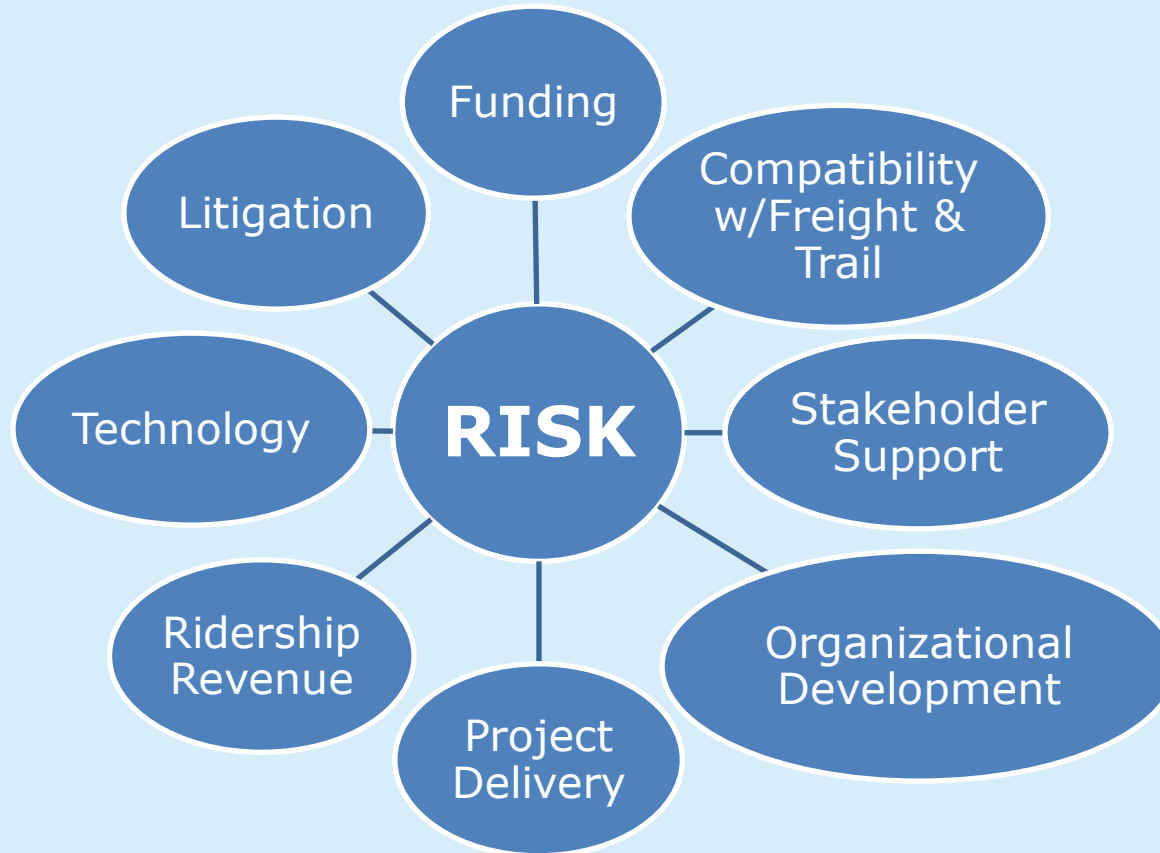 Funding
Compatibility
w/Freight &
Trail
Litigation
Technology
RISK
Stakeholder
Support
Ridership
Revenue
Organizational
Development
Project
Delivery